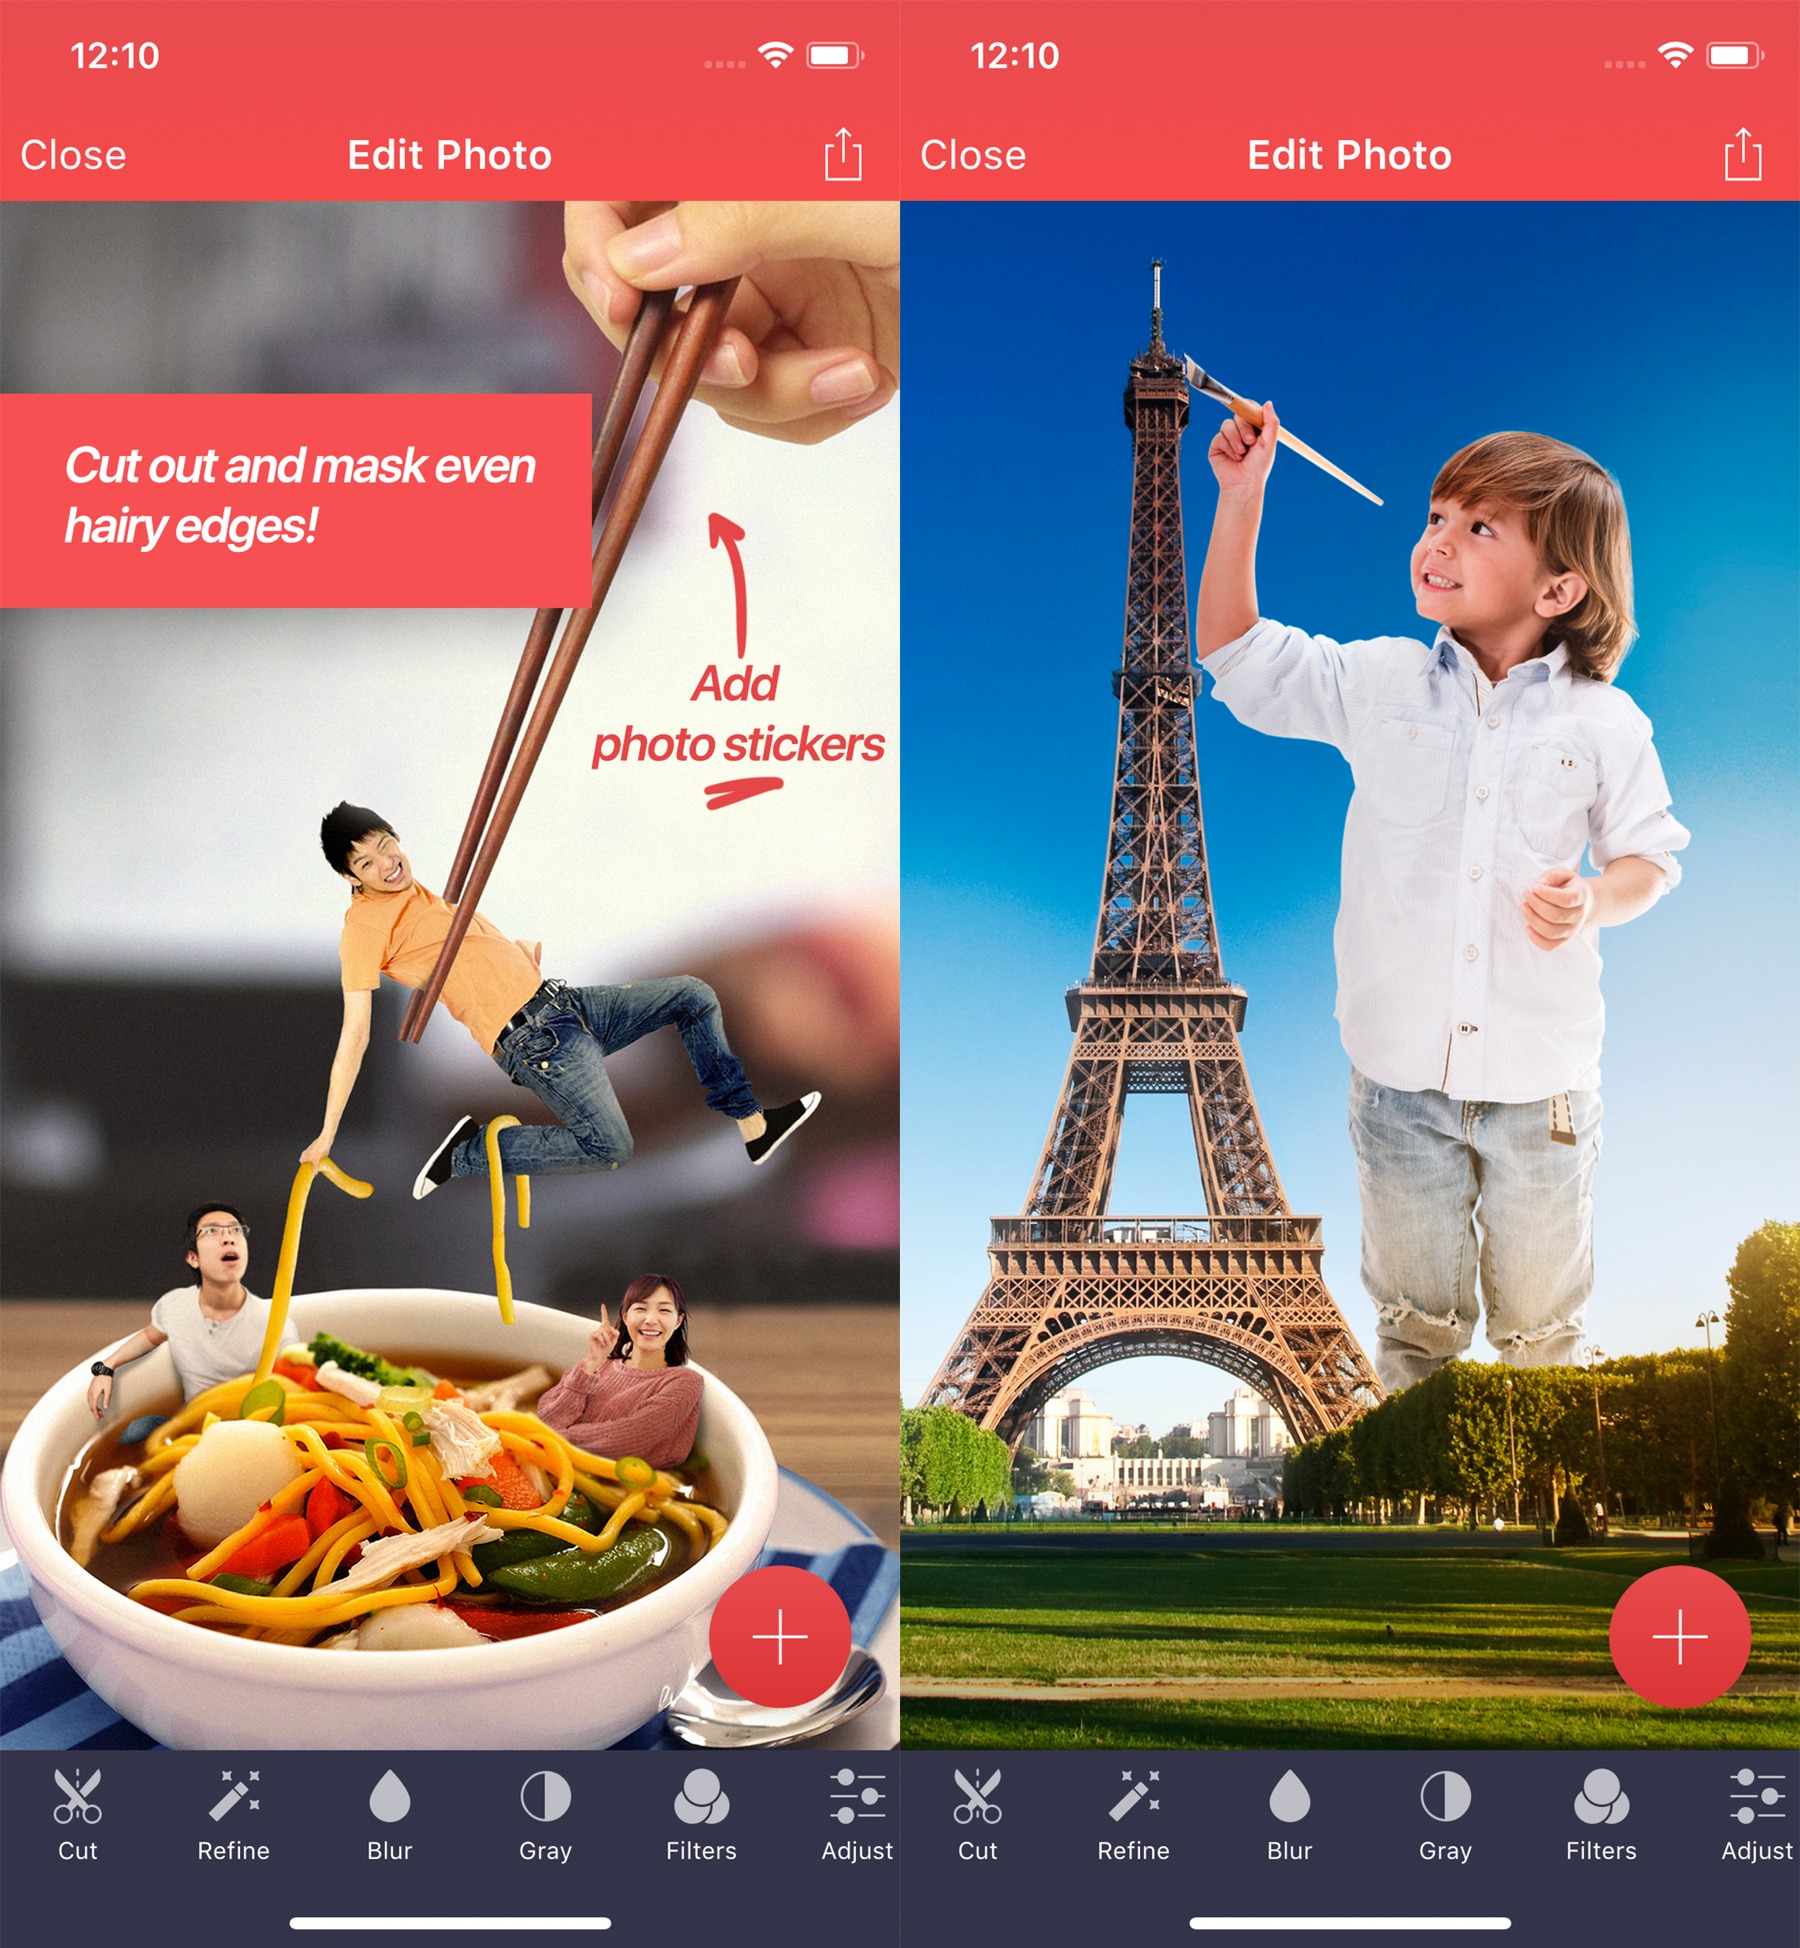 12:10
Close Edit Photo
Cut out and mask even
hairy edges!
Add
photo stickers
Cut Refine Blur Gray Filters Adjust
12:10
Close Edit Photo
Cut Refine Blur Gray Filters Adjust